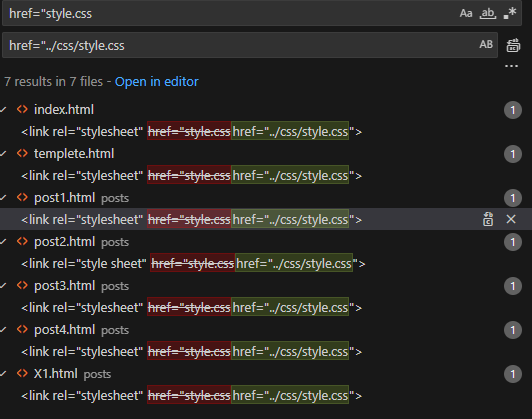 href="style.css
Aa ab .*
href="../css/style.css
AB
...
7 results in 7 files - Open in editor
index.html 1
<link rel="stylesheet" href="style.csshref="../css/style.css">
templete.html 1
<link rel="stylesheet" href="style.csshref="../css/style.css">
post1.html posts 1
<link rel="stylesheet" href="style.csshref="../css/style.css">
post2.html posts 1
<link rel="style sheet" href="style.csshref="../css/style.css">
post3.html posts 1
<link rel="stylesheet" href="style.csshref="../css/style.css">
post4.html posts 1
<link rel="stylesheet" href="style.csshref="../css/style.css">
X1.html posts 1
<link rel="stylesheet" href="style.csshref="../css/style.css">